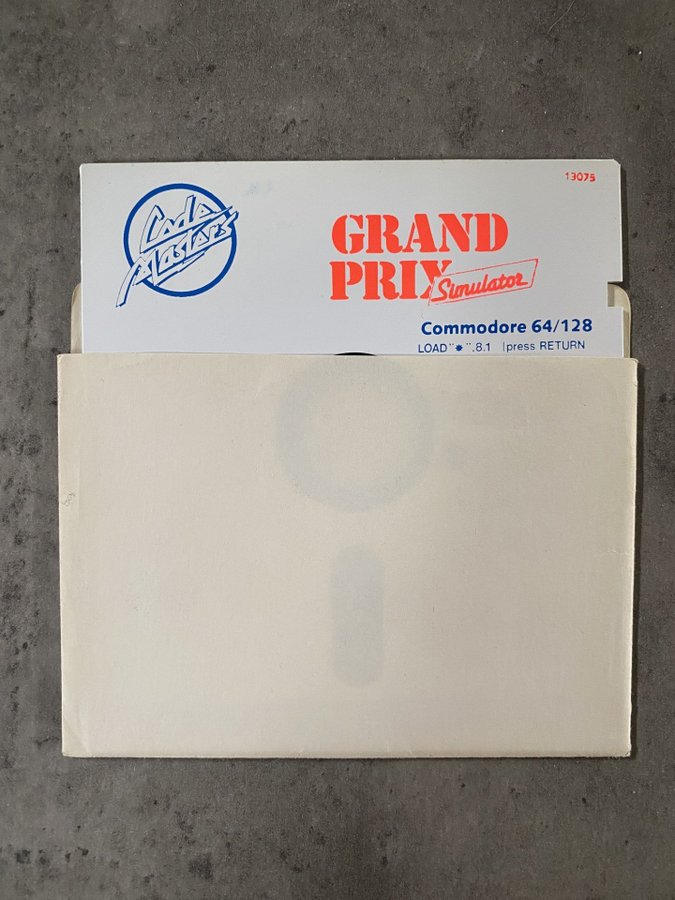 13075
Code
Masters
GRAND
PRIX Simulator
Commodore 64/128
LOAD"*",8.1 |press RETURN